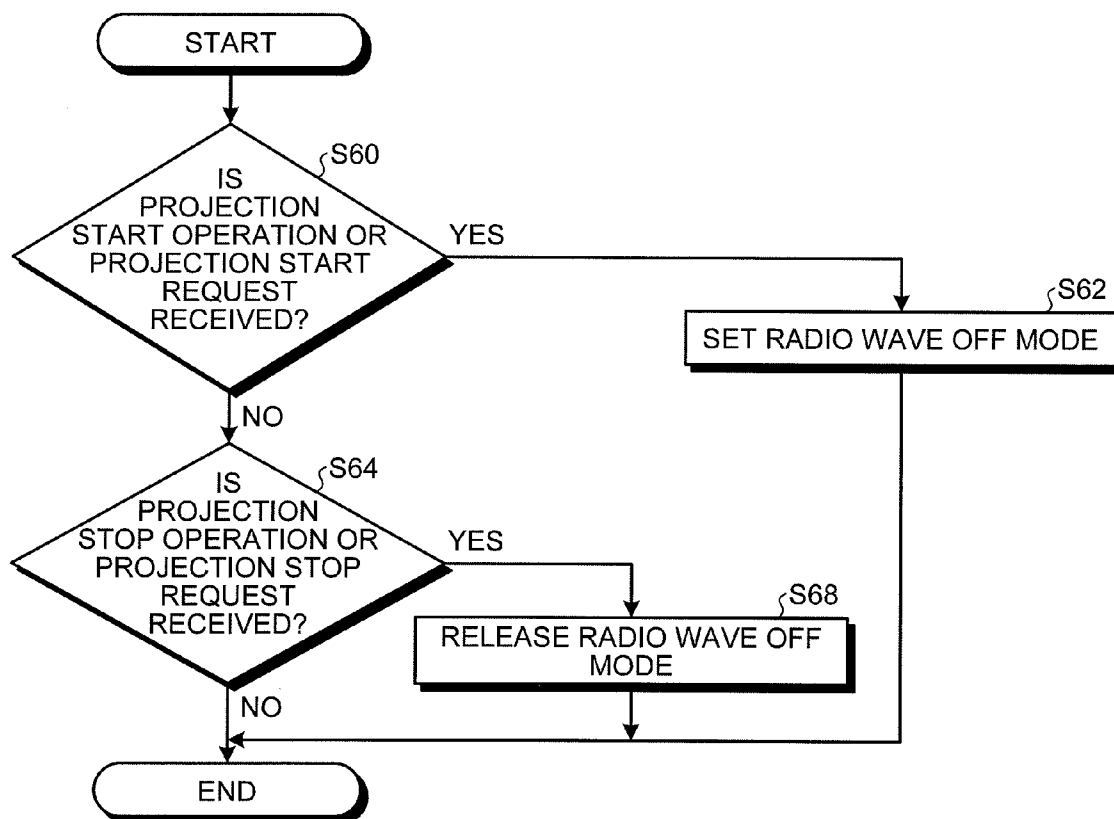 START
S60
IS
PROJECTION
START OPERATION OR
PROJECTION START
REQUEST
RECEIVED?
YES
S62
SET RADIO WAVE OFF MODE
NO
S64
IS
PROJECTION
STOP OPERATION OR
PROJECTION STOP
REQUEST
RECEIVED?
YES
S68
RELEASE RADIO WAVE OFF
MODE
NO
END